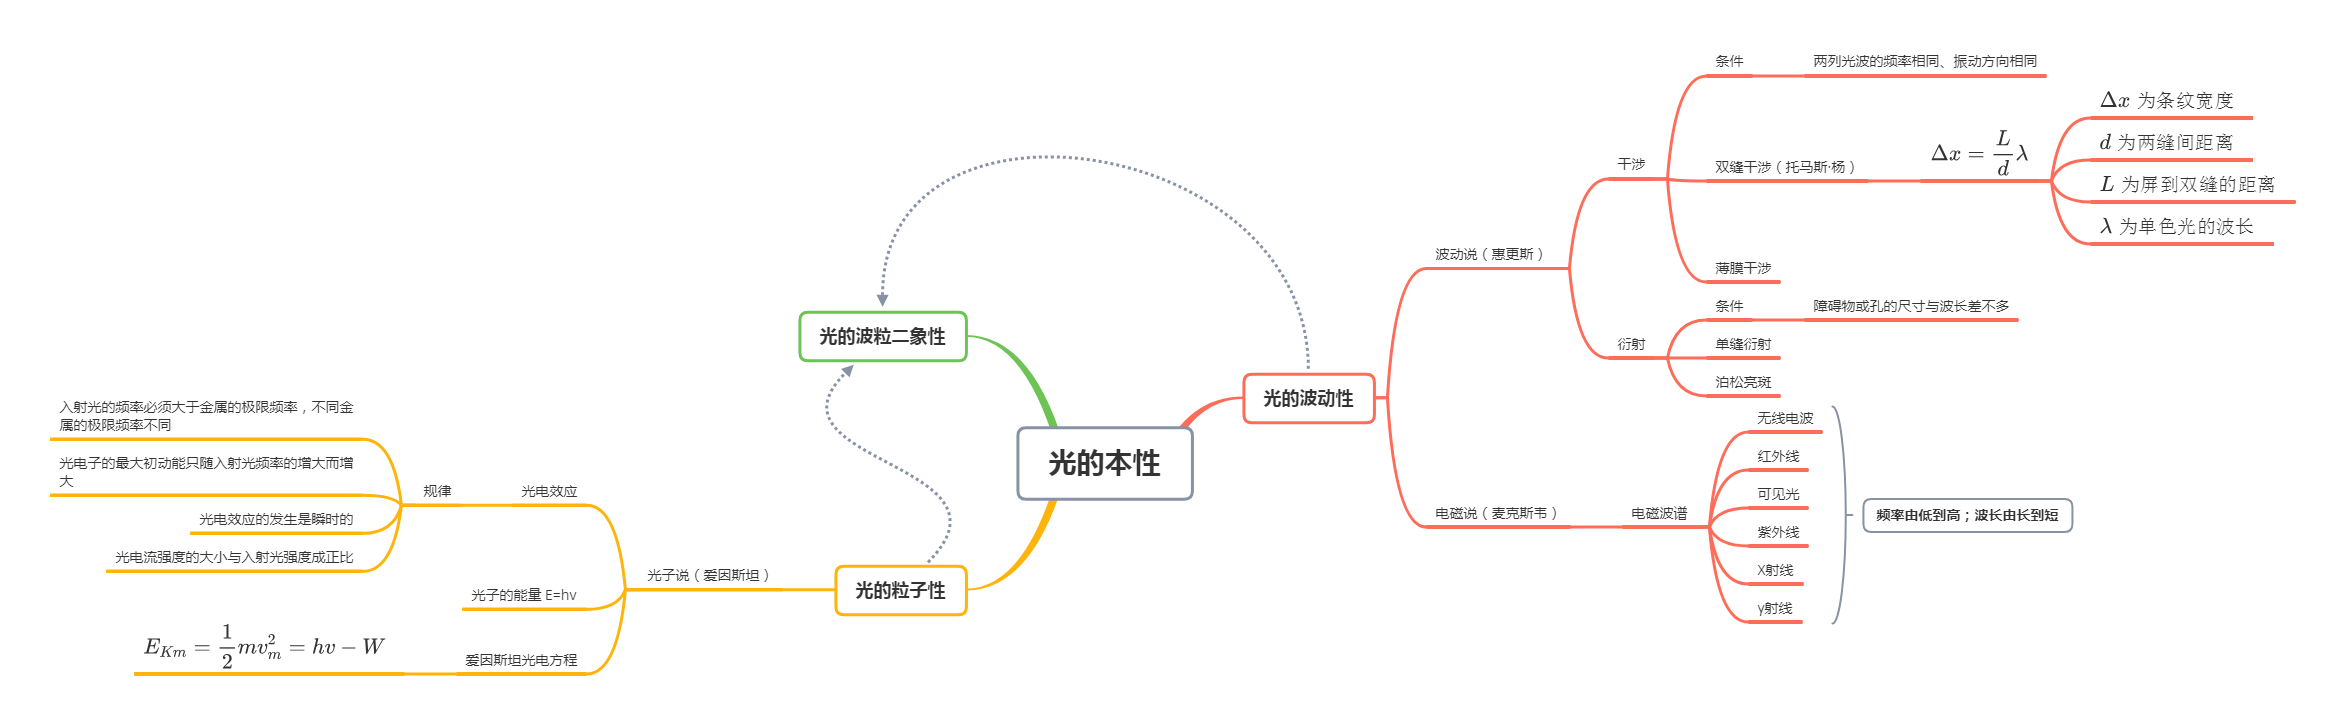 光的本性
光的波动性
波动说（惠更斯）
干涉
条件
两列光波的频率相同、振动方向相同
双缝干涉（托马斯·杨）
Δx = L/d λ
Δx 为条纹宽度
d 为两缝间距离
L 为屏到双缝的距离
λ 为单色光的波长
薄膜干涉
衍射
条件
障碍物或孔的尺寸与波长差不多
单缝衍射
泊松亮斑
电磁说（麦克斯韦）
电磁波谱
无线电波
红外线
可见光
紫外线
X射线
γ射线
频率由低到高；波长由长到短
光的粒子性
光子说（爱因斯坦）
光电效应
规律
入射光的频率必须大于金属的极限频率，不同金
属的极限频率不同
光电子的最大初动能只随入射光频率的增大而增
大
光电效应的发生是瞬时的
光电流强度的大小与入射光强度成正比
光子的能量 E=hv
爱因斯坦光电方程
E_{Km} = 1/2 mv_m^2 = hv − W
光的波粒二象性